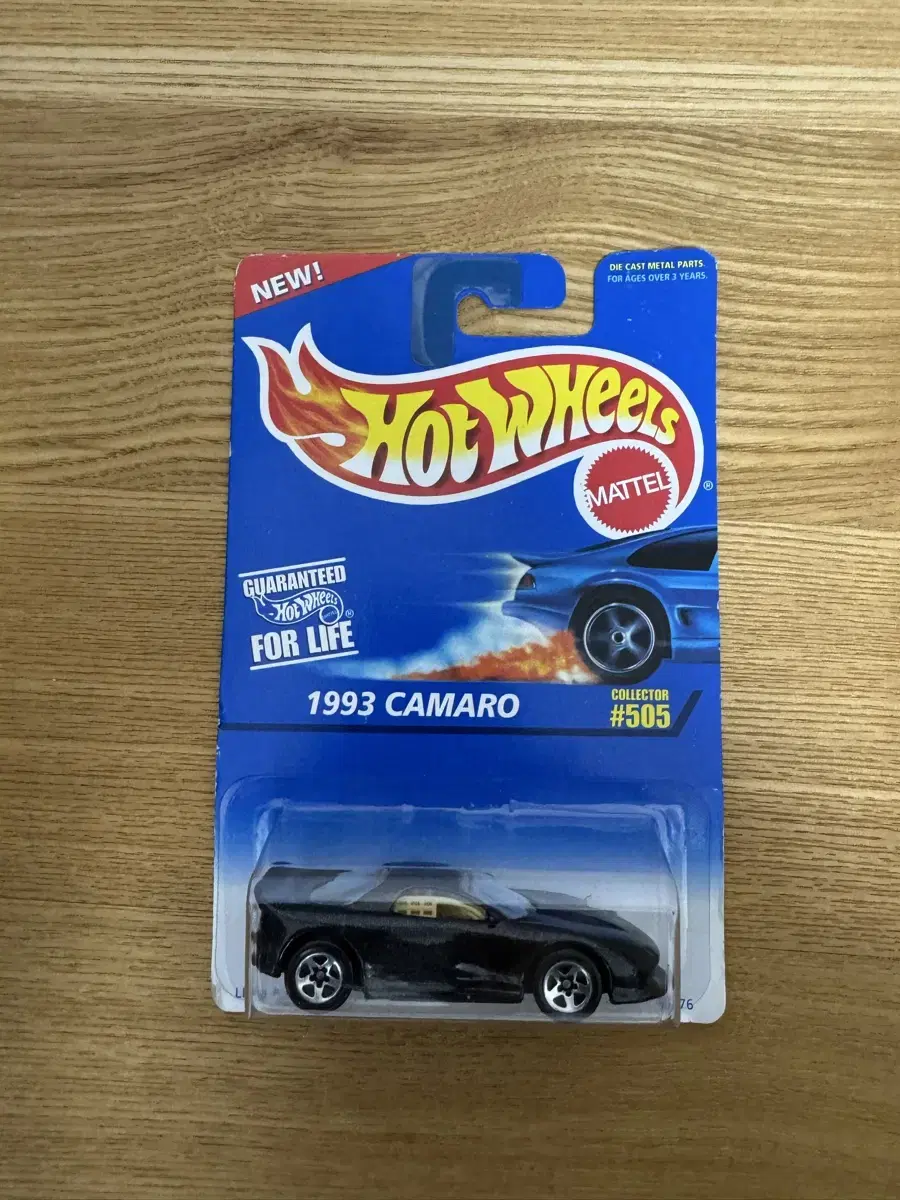 NEW!
DIE CAST METAL PARTS.
FOR AGES OVER 3 YEARS.
HOT WHEELS
MATTEL
®
GUARANTEED
HOT WHEELS
®
FOR LIFE
1993 CAMARO
COLLECTOR
#505